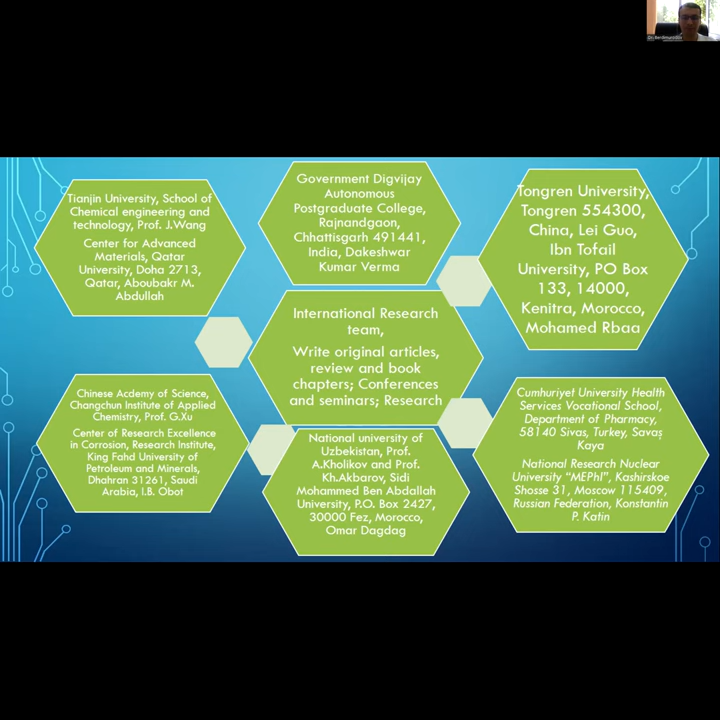 Tianjin University, School of
Chemical engineering and
technology, Prof. J.Wang
Center for Advanced
Materials, Qatar
University, Doha 2713,
Qatar, Aboubakr M.
Abdullah
Government Digvijay
Autonomous
Postgraduate College,
Rajnandgaon,
Chhattisgarh 491441,
India, Dakeshwar
Kumar Verma
Tongren University,
Tongren 554300,
China, Lei Guo,
Ibn Tofail
University, PO Box
133, 14000,
Kenitra, Morocco,
Mohamed Rbaa
International Research
team,
Write original articles,
review and book
chapters; Conferences
and seminars; Research
Chinese Acdemy of Science,
Changchun Institute of Applied
Chemistry, Prof. G.Xu
Center of Research Excellence
in Corrosion, Research Institute,
King Fahd University of
Petroleum and Minerals,
Dhahran 31261, Saudi
Arabia, I.B. Obot
National university of
Uzbekistan, Prof.
A.Kholikov and Prof.
Kh.Akbarov, Sidi
Mohammed Ben Abdallah
University, P.O. Box 2427,
30000 Fez, Morocco,
Omar Dagdag
Cumhuriyet University Health
Services Vocational School,
Department of Pharmacy,
58140 Sivas, Turkey, Savaş
Kaya
National Research Nuclear
University "MEPhI", Kashirskoe
Shosse 31, Moscow 115409,
Russian Federation, Konstantin
P. Katin